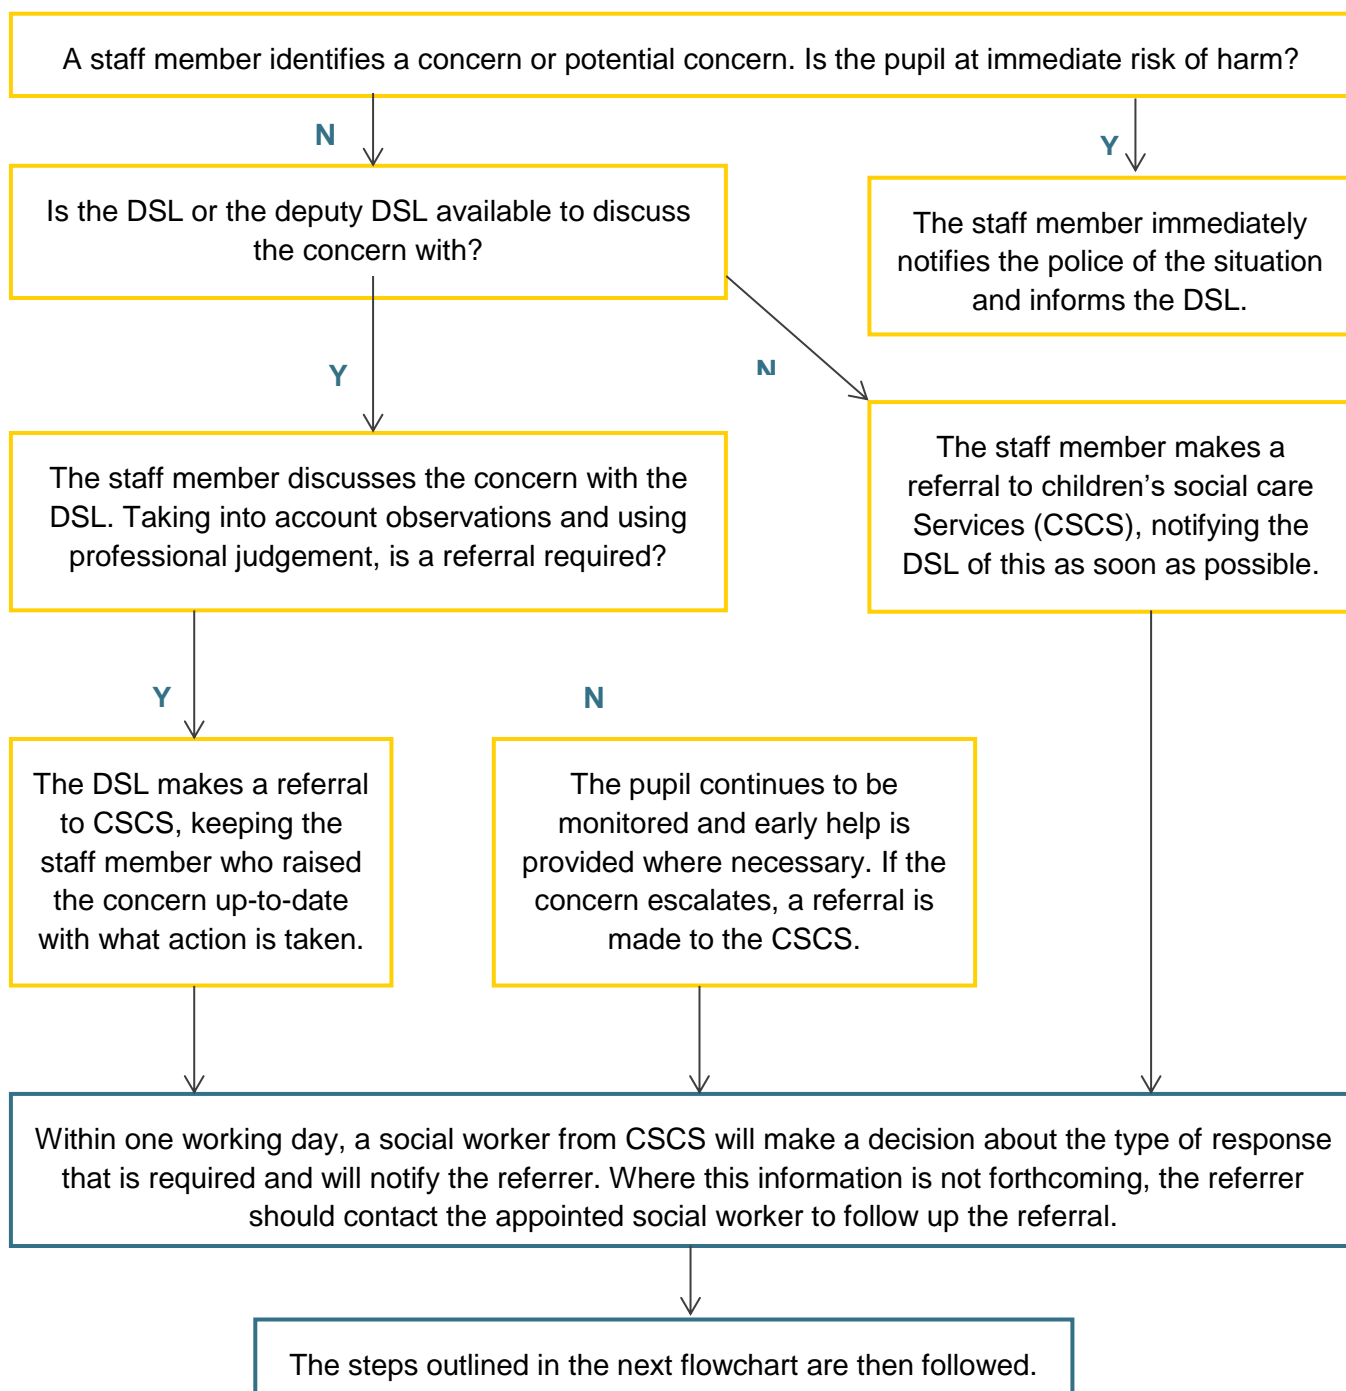 A staff member identifies a concern or potential concern. Is the pupil at immediate risk of harm?
N
Y
Is the DSL or the deputy DSL available to discuss
the concern with?
The staff member immediately
notifies the police of the situation
and informs the DSL.
Y
N
The staff member discusses the concern with the
DSL. Taking into account observations and using
professional judgement, is a referral required?
The staff member makes a
referral to children’s social care
Services (CSCS), notifying the
DSL of this as soon as possible.
Y
N
The DSL makes a referral
to CSCS, keeping the
staff member who raised
the concern up-to-date
with what action is taken.
The pupil continues to be
monitored and early help is
provided where necessary. If the
concern escalates, a referral is
made to the CSCS.
Within one working day, a social worker from CSCS will make a decision about the type of response
that is required and will notify the referrer. Where this information is not forthcoming, the referrer
should contact the appointed social worker to follow up the referral.
The steps outlined in the next flowchart are then followed.